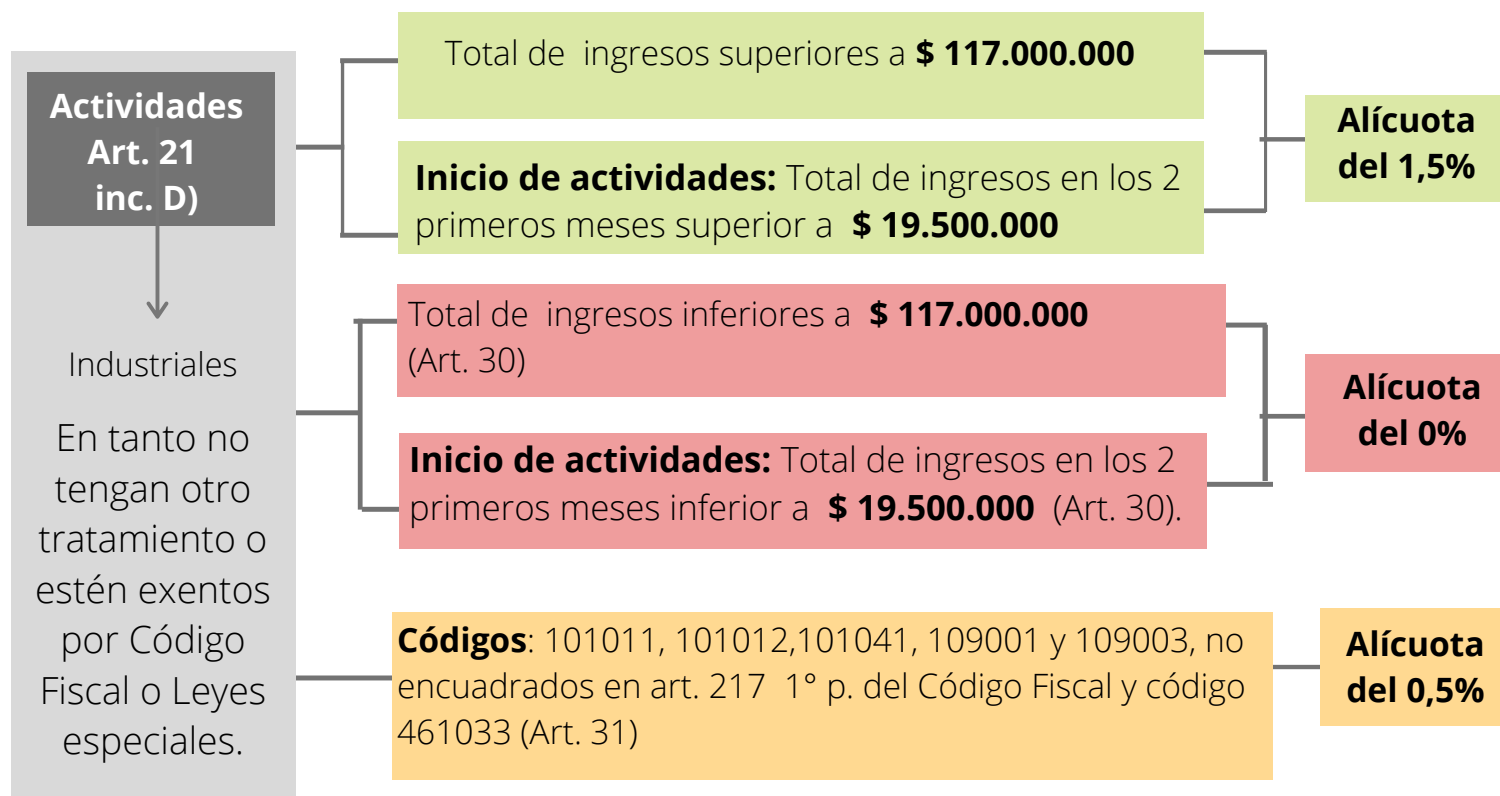 Actividades
Art. 21
inc. D)
Industriales
En tanto no
tengan otro
tratamiento o
estén exentos
por Código
Fiscal o Leyes
especiales.
Total de ingresos superiores a $ 117.000.000
Inicio de actividades: Total de ingresos en los 2
primeros meses superior a $ 19.500.000
Alícuota
del 1,5%
Total de ingresos inferiores a $ 117.000.000
(Art. 30)
Inicio de actividades: Total de ingresos en los 2
primeros meses inferior a $ 19.500.000 (Art. 30).
Alícuota
del 0%
Códigos: 101011, 101012,101041, 109001 y 109003, no
encuadrados en art. 217 1° p. del Código Fiscal y código
461033 (Art. 31)
Alícuota
del 0,5%